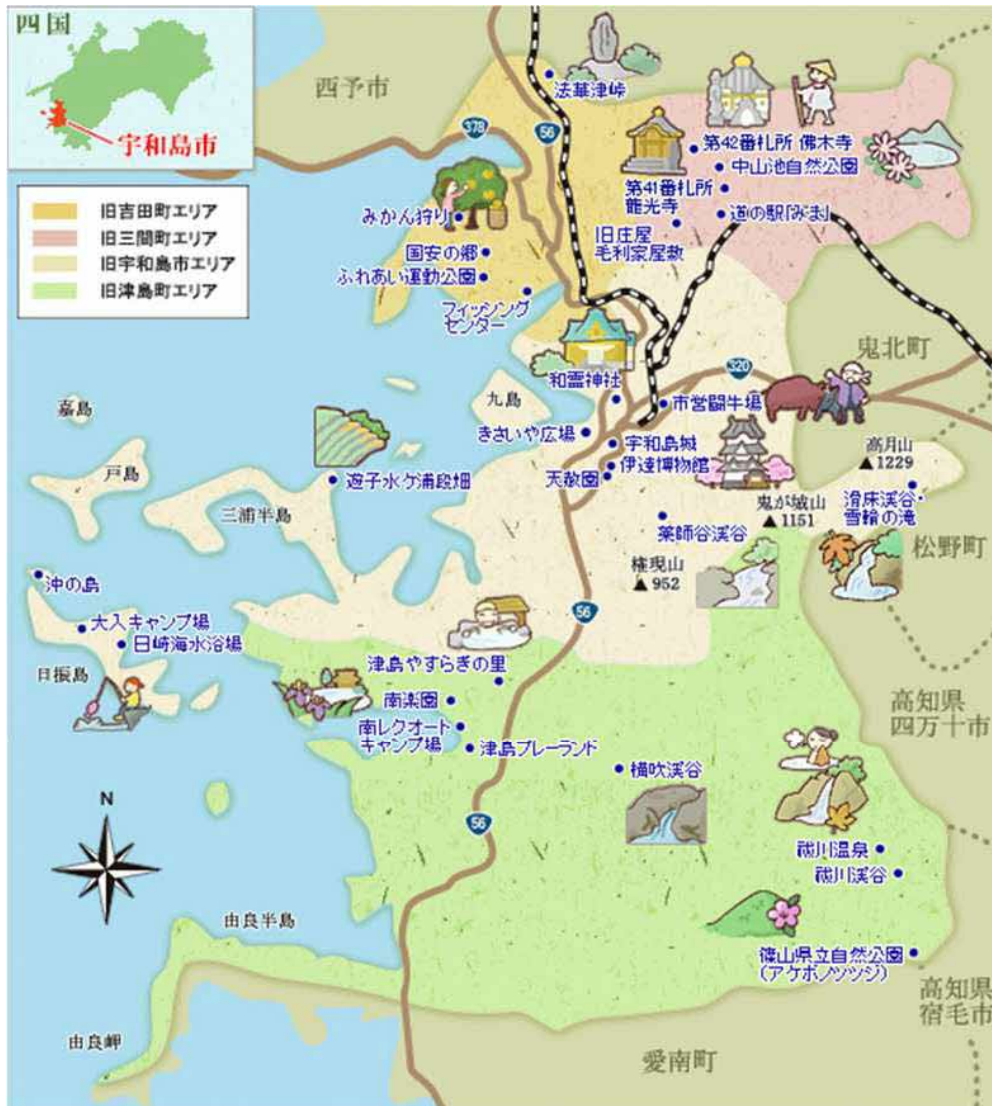 四国
宇和島市
旧吉田町エリア
旧三間町エリア
旧宇和島市エリア
旧津島町エリア
西予市
378
56
法華津峠
第42番札所 佛木寺
中山池自然公園
第41番札所
龍光寺
道の駅「みま」
旧庄屋
毛利家屋敷
みかん狩り
国安の郷
ふれあい運動公園
フィッシング
センター
鬼北町
320
和霊神社
市営闘牛場
九島
きさいや広場
宇和島城
伊達博物館
天赦園
嘉島
戸島
遊子水ヶ浦段畑
三浦半島
高月山
▲1229
滑床渓谷・
雪輪の滝
鬼が城山
▲1151
薬師谷渓谷
松野町
権現山
▲952
沖の島
大入キャンプ場
日崎海水浴場
日振島
56
津島やすらぎの里
南楽園
南レクオート
キャンプ場
津島プレーランド
高知県
四万十市
横吹渓谷
N
56
祓川温泉
祓川渓谷
由良半島
篠山県立自然公園
(アケボノツツジ)
高知県
宿毛市
由良岬
愛南町